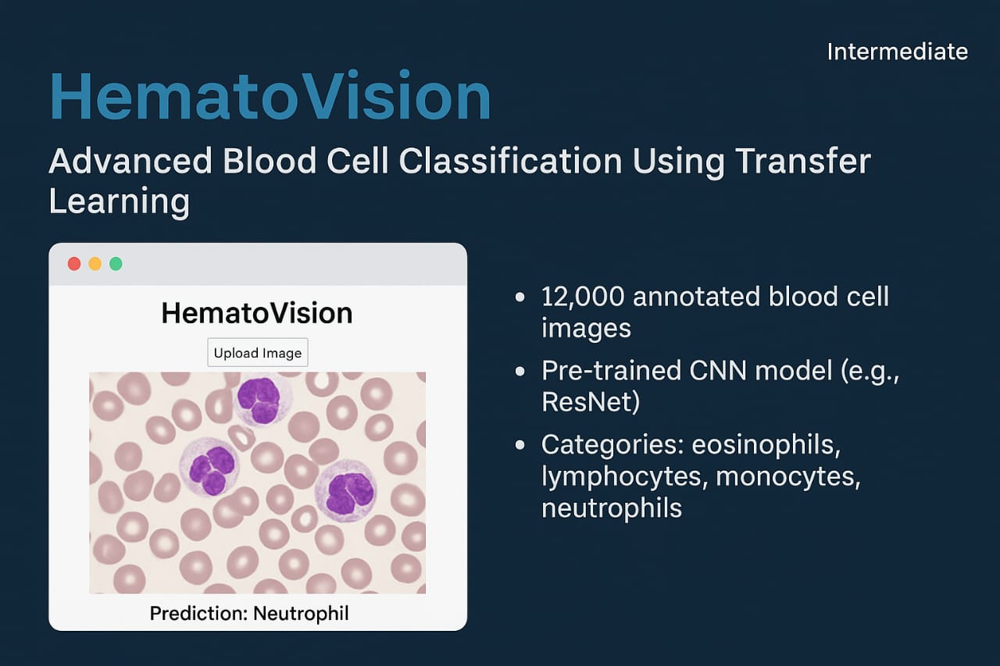 Intermediate
HematoVision
Advanced Blood Cell Classification Using Transfer
Learning
HematoVision
Upload Image
Prediction: Neutrophil
• 12,000 annotated blood cell
images
• Pre-trained CNN model (e.g.,
ResNet)
• Categories: eosinophils,
lymphocytes, monocytes,
neutrophils